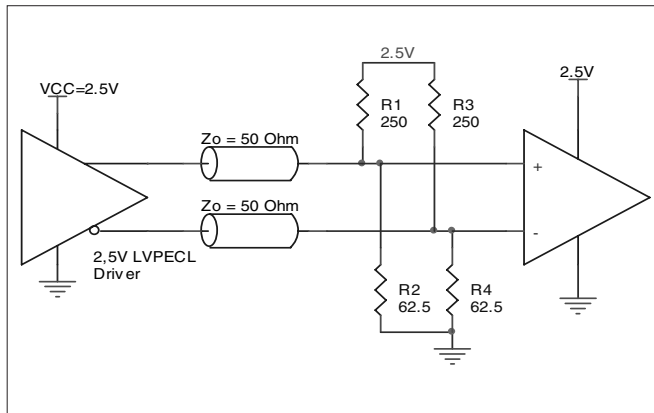 2.5V
VCC=2.5V
2.5V
R1
250
R3
250
Zo = 50 Ohm
+
Zo = 50 Ohm
-
2,5V LVPECL
Driver
R2
62.5
R4
62.5